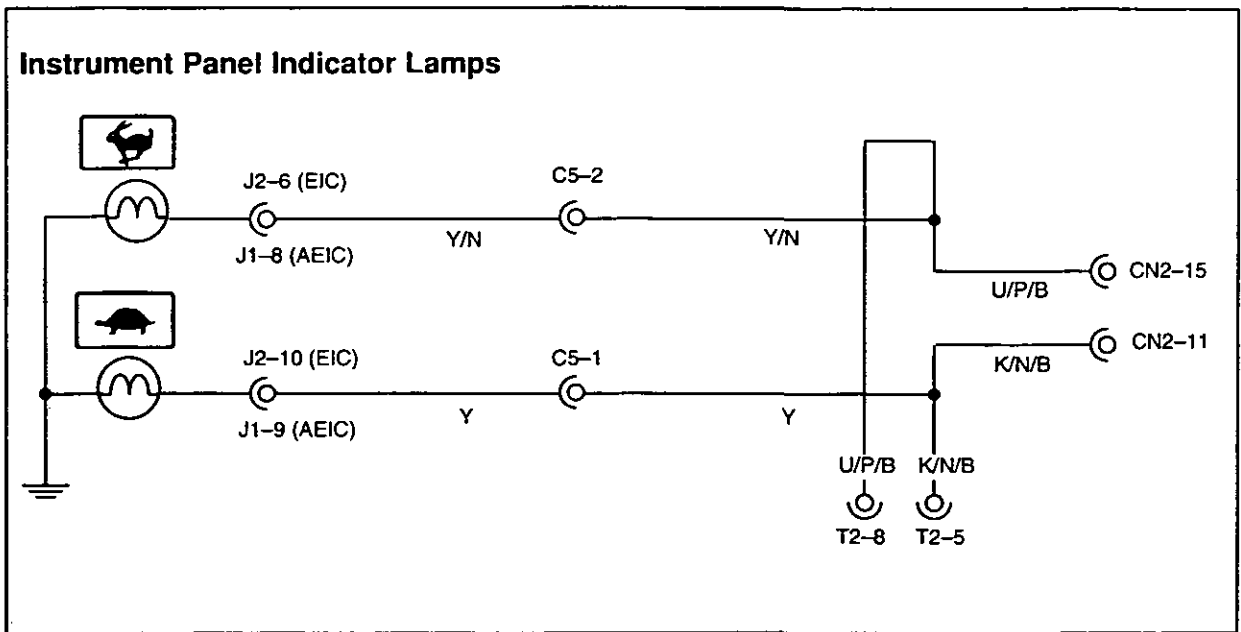 Instrument Panel Indicator Lamps
J2–6 (EIC)
C5–2
J1–8 (AEIC)
Y/N
Y/N
CN2–15
U/P/B
J2–10 (EIC)
C5–1
CN2–11
K/N/B
J1–9 (AEIC)
Y
Y
U/P/B
K/N/B
T2–8
T2–5